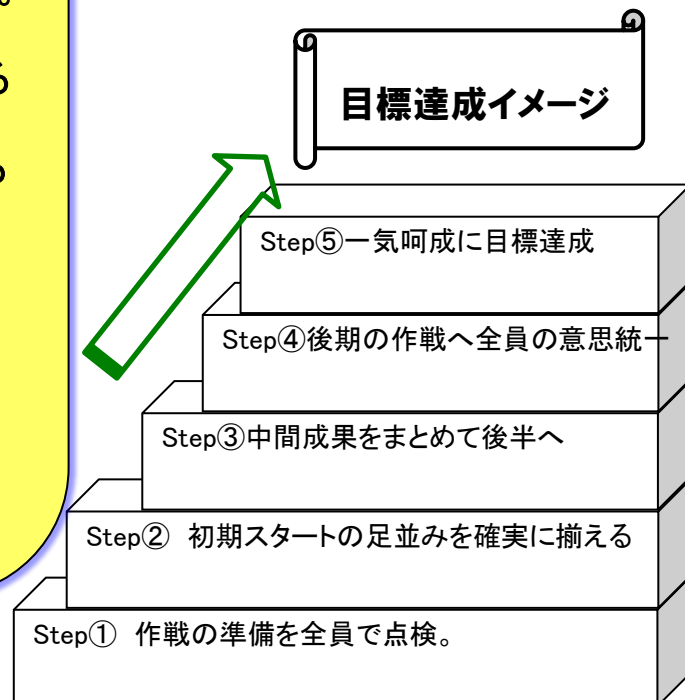 る
目標達成イメージ
Step⑤一気呵成に目標達成
Step④後期の作戦へ全員の意思統一
Step③中間成果をまとめて後半へ
Step② 初期スタートの足並みを確実に揃える
Step① 作戦の準備を全員で点検。